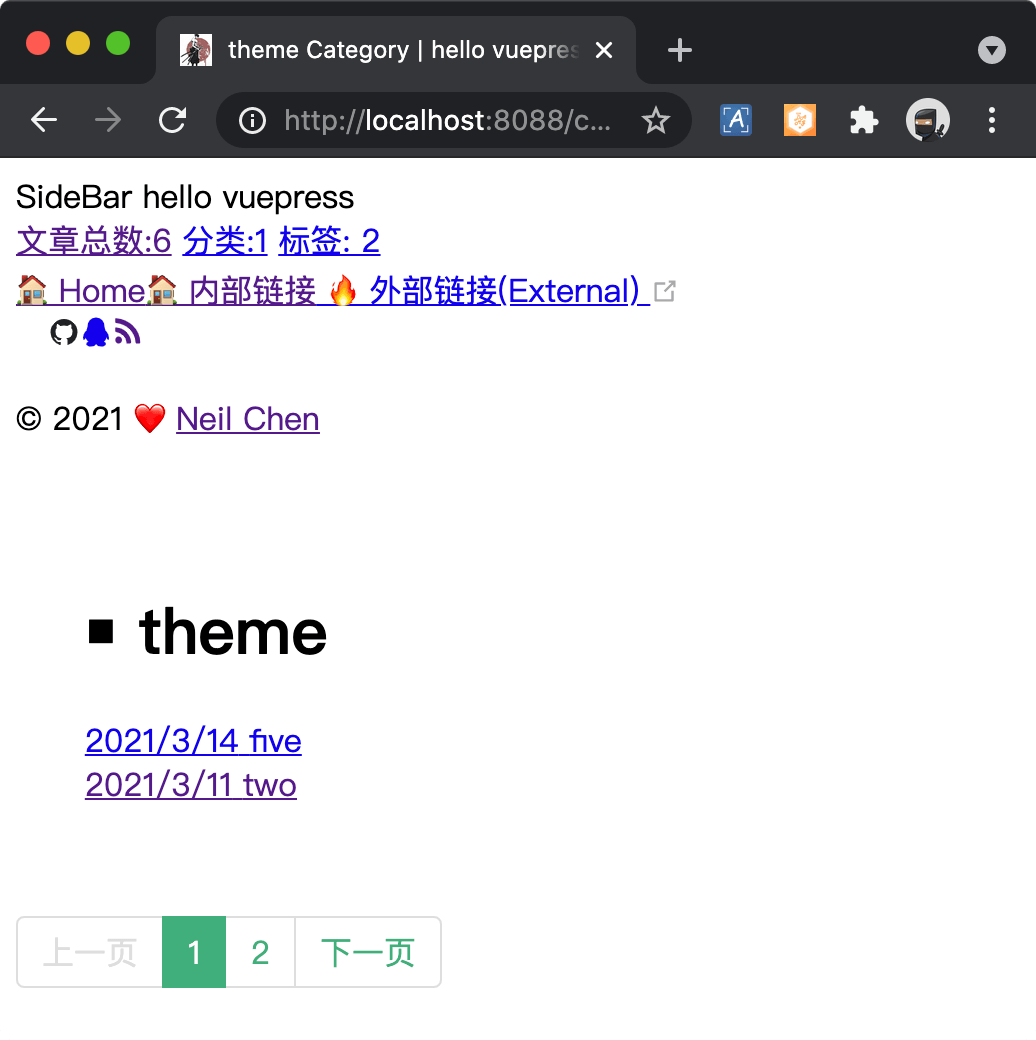 theme Category | hello vuepres
http://localhost:8088/c...
SideBar hello vuepress
文章总数:6 分类:1 标签: 2
🏠 Home🏠 内部链接 🔥 外部链接(External)
© 2021 ❤️ Neil Chen
▪ theme
2021/3/14 five
2021/3/11 two
上一页 1 2 下一页